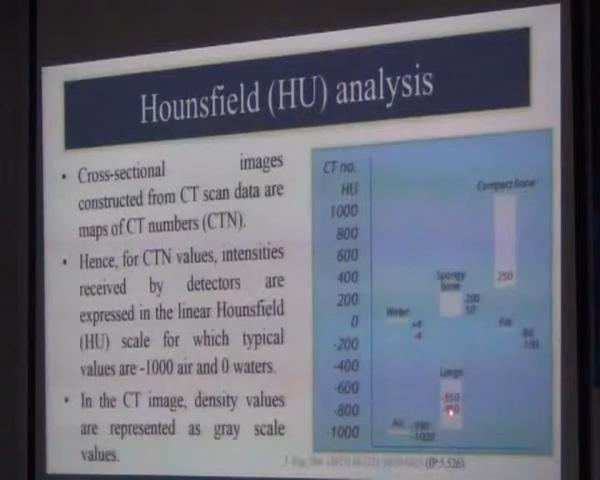 Hounsfield (HU) analysis
• Cross-sectional images
constructed from CT scan data are
maps of CT numbers (CTN).
• Hence, for CTN values, intensities
received by detectors are
expressed in the linear Hounsfield
(HU) scale for which typical
values are -1000 air and 0 waters.
• In the CT image, density values
are represented as gray scale
values.
CT no.
HU
1000
800
600
400
200
0
-200
-400
-600
-800
-1000
Compact bone
250
Spongy
bone
200
50
Water
+4
-4
Fat
-100
Lungs
-550
-950
Air
-990
-1000
(IP:5.526)